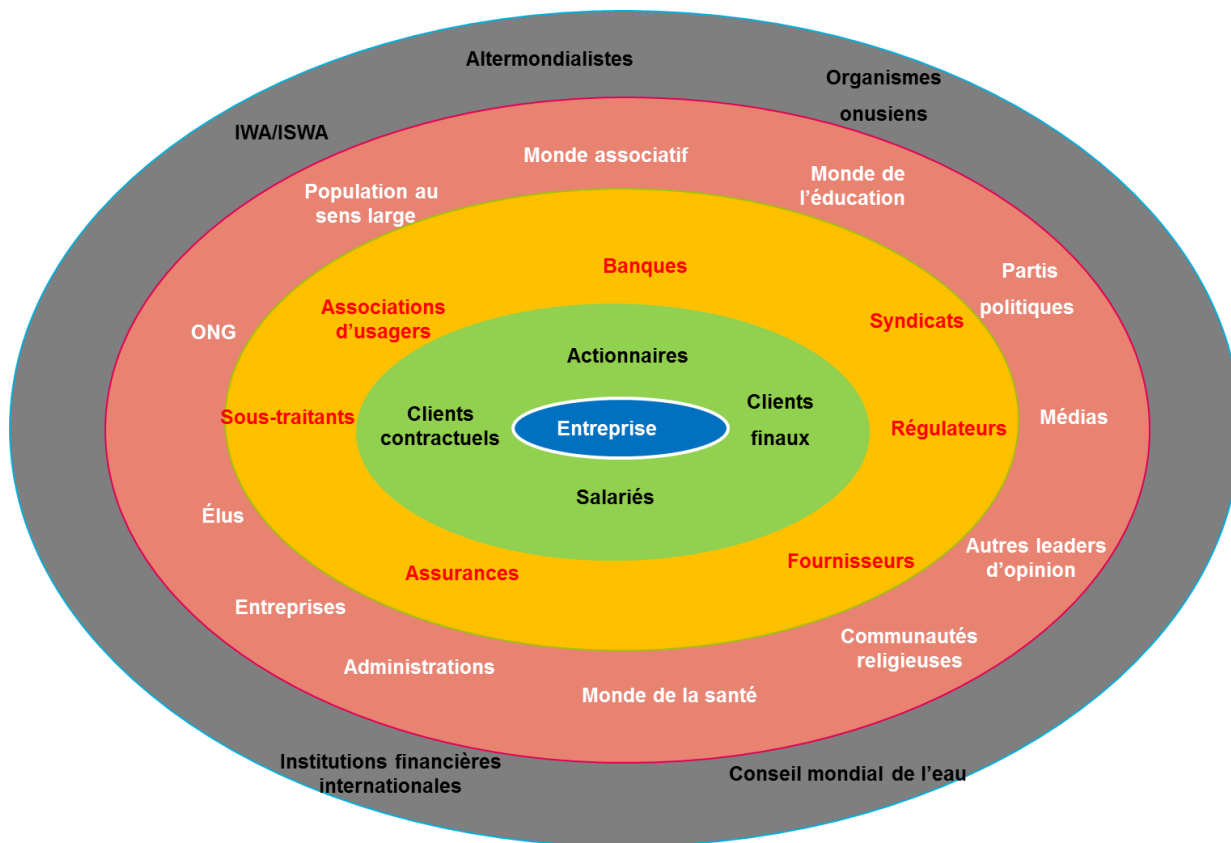 Altermondialistes
Organismes
onusiens
IWA/ISWA
Monde associatif
Monde de
l’éducation
Population au
sens large
Banques
Partis
politiques
Associations
d’usagers
Syndicats
ONG
Actionnaires
Clients
finaux
Clients
contractuels
Sous-traitants
Entreprise
Régulateurs
Médias
Salariés
Élus
Autres leaders
d’opinion
Fournisseurs
Assurances
Entreprises
Communautés
religieuses
Administrations
Monde de la santé
Institutions financières
internationales
Conseil mondial de l’eau